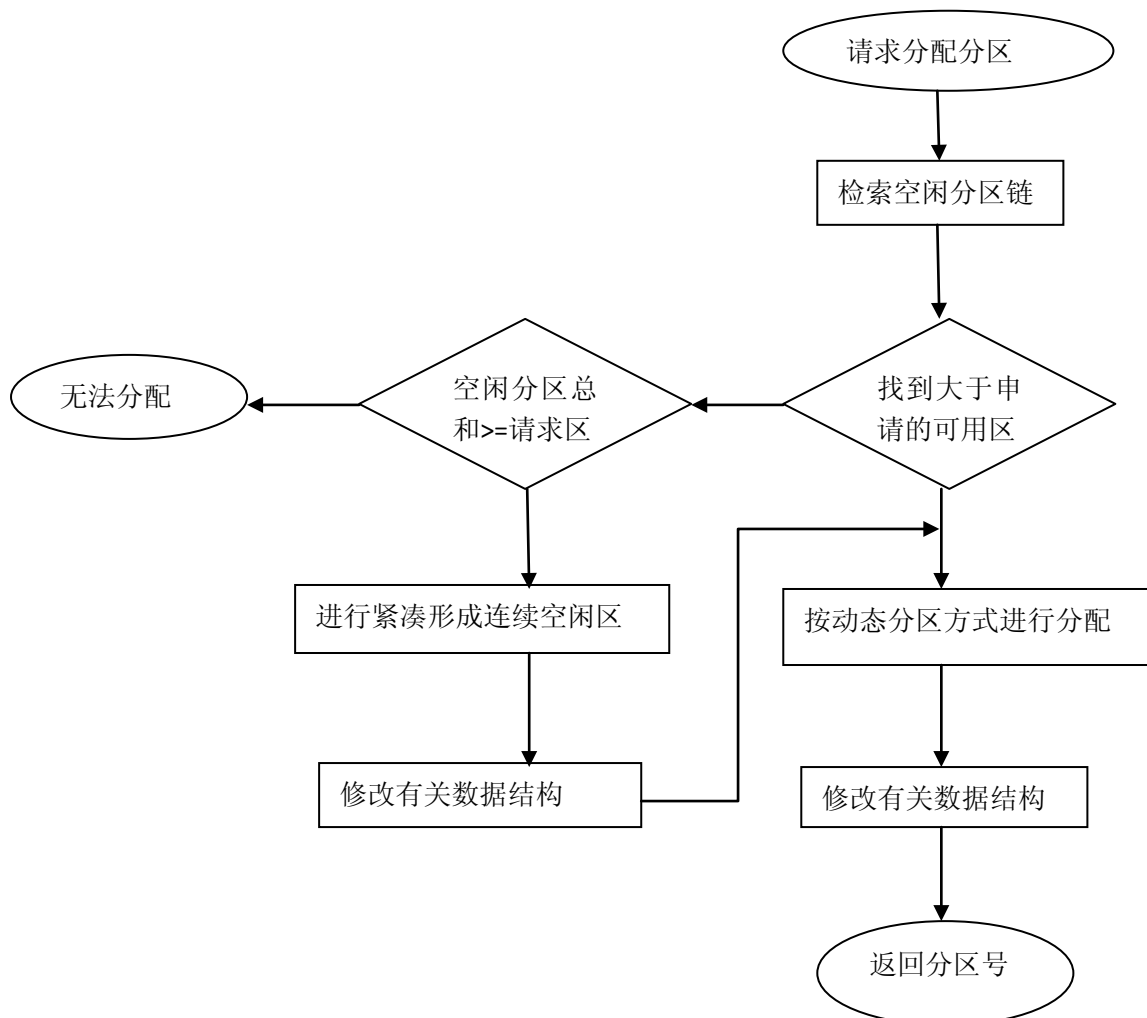 请求分配分区
检索空闲分区链
无法分配
空闲分区总
和>=请求区
找到大于申
请的可用区
进行紧凑形成连续空闲区
按动态分区方式进行分配
修改有关数据结构
修改有关数据结构
返回分区号